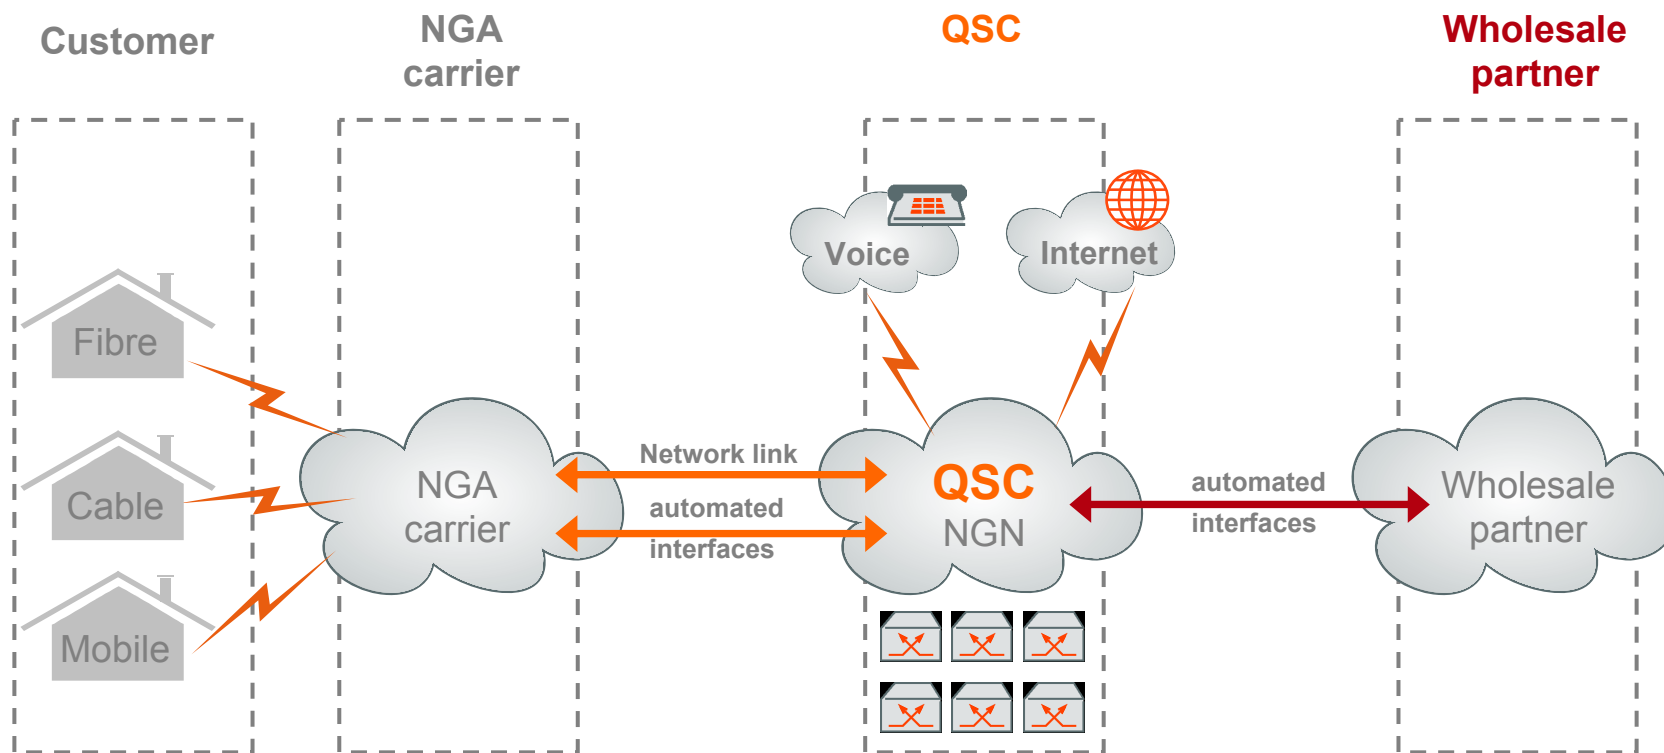 Customer
NGA
carrier
QSC
Wholesale
partner
Voice
Internet
Fibre
Cable
Mobile
NGA
carrier
Network link
automated
interfaces
QSC
NGN
automated
interfaces
Wholesale
partner